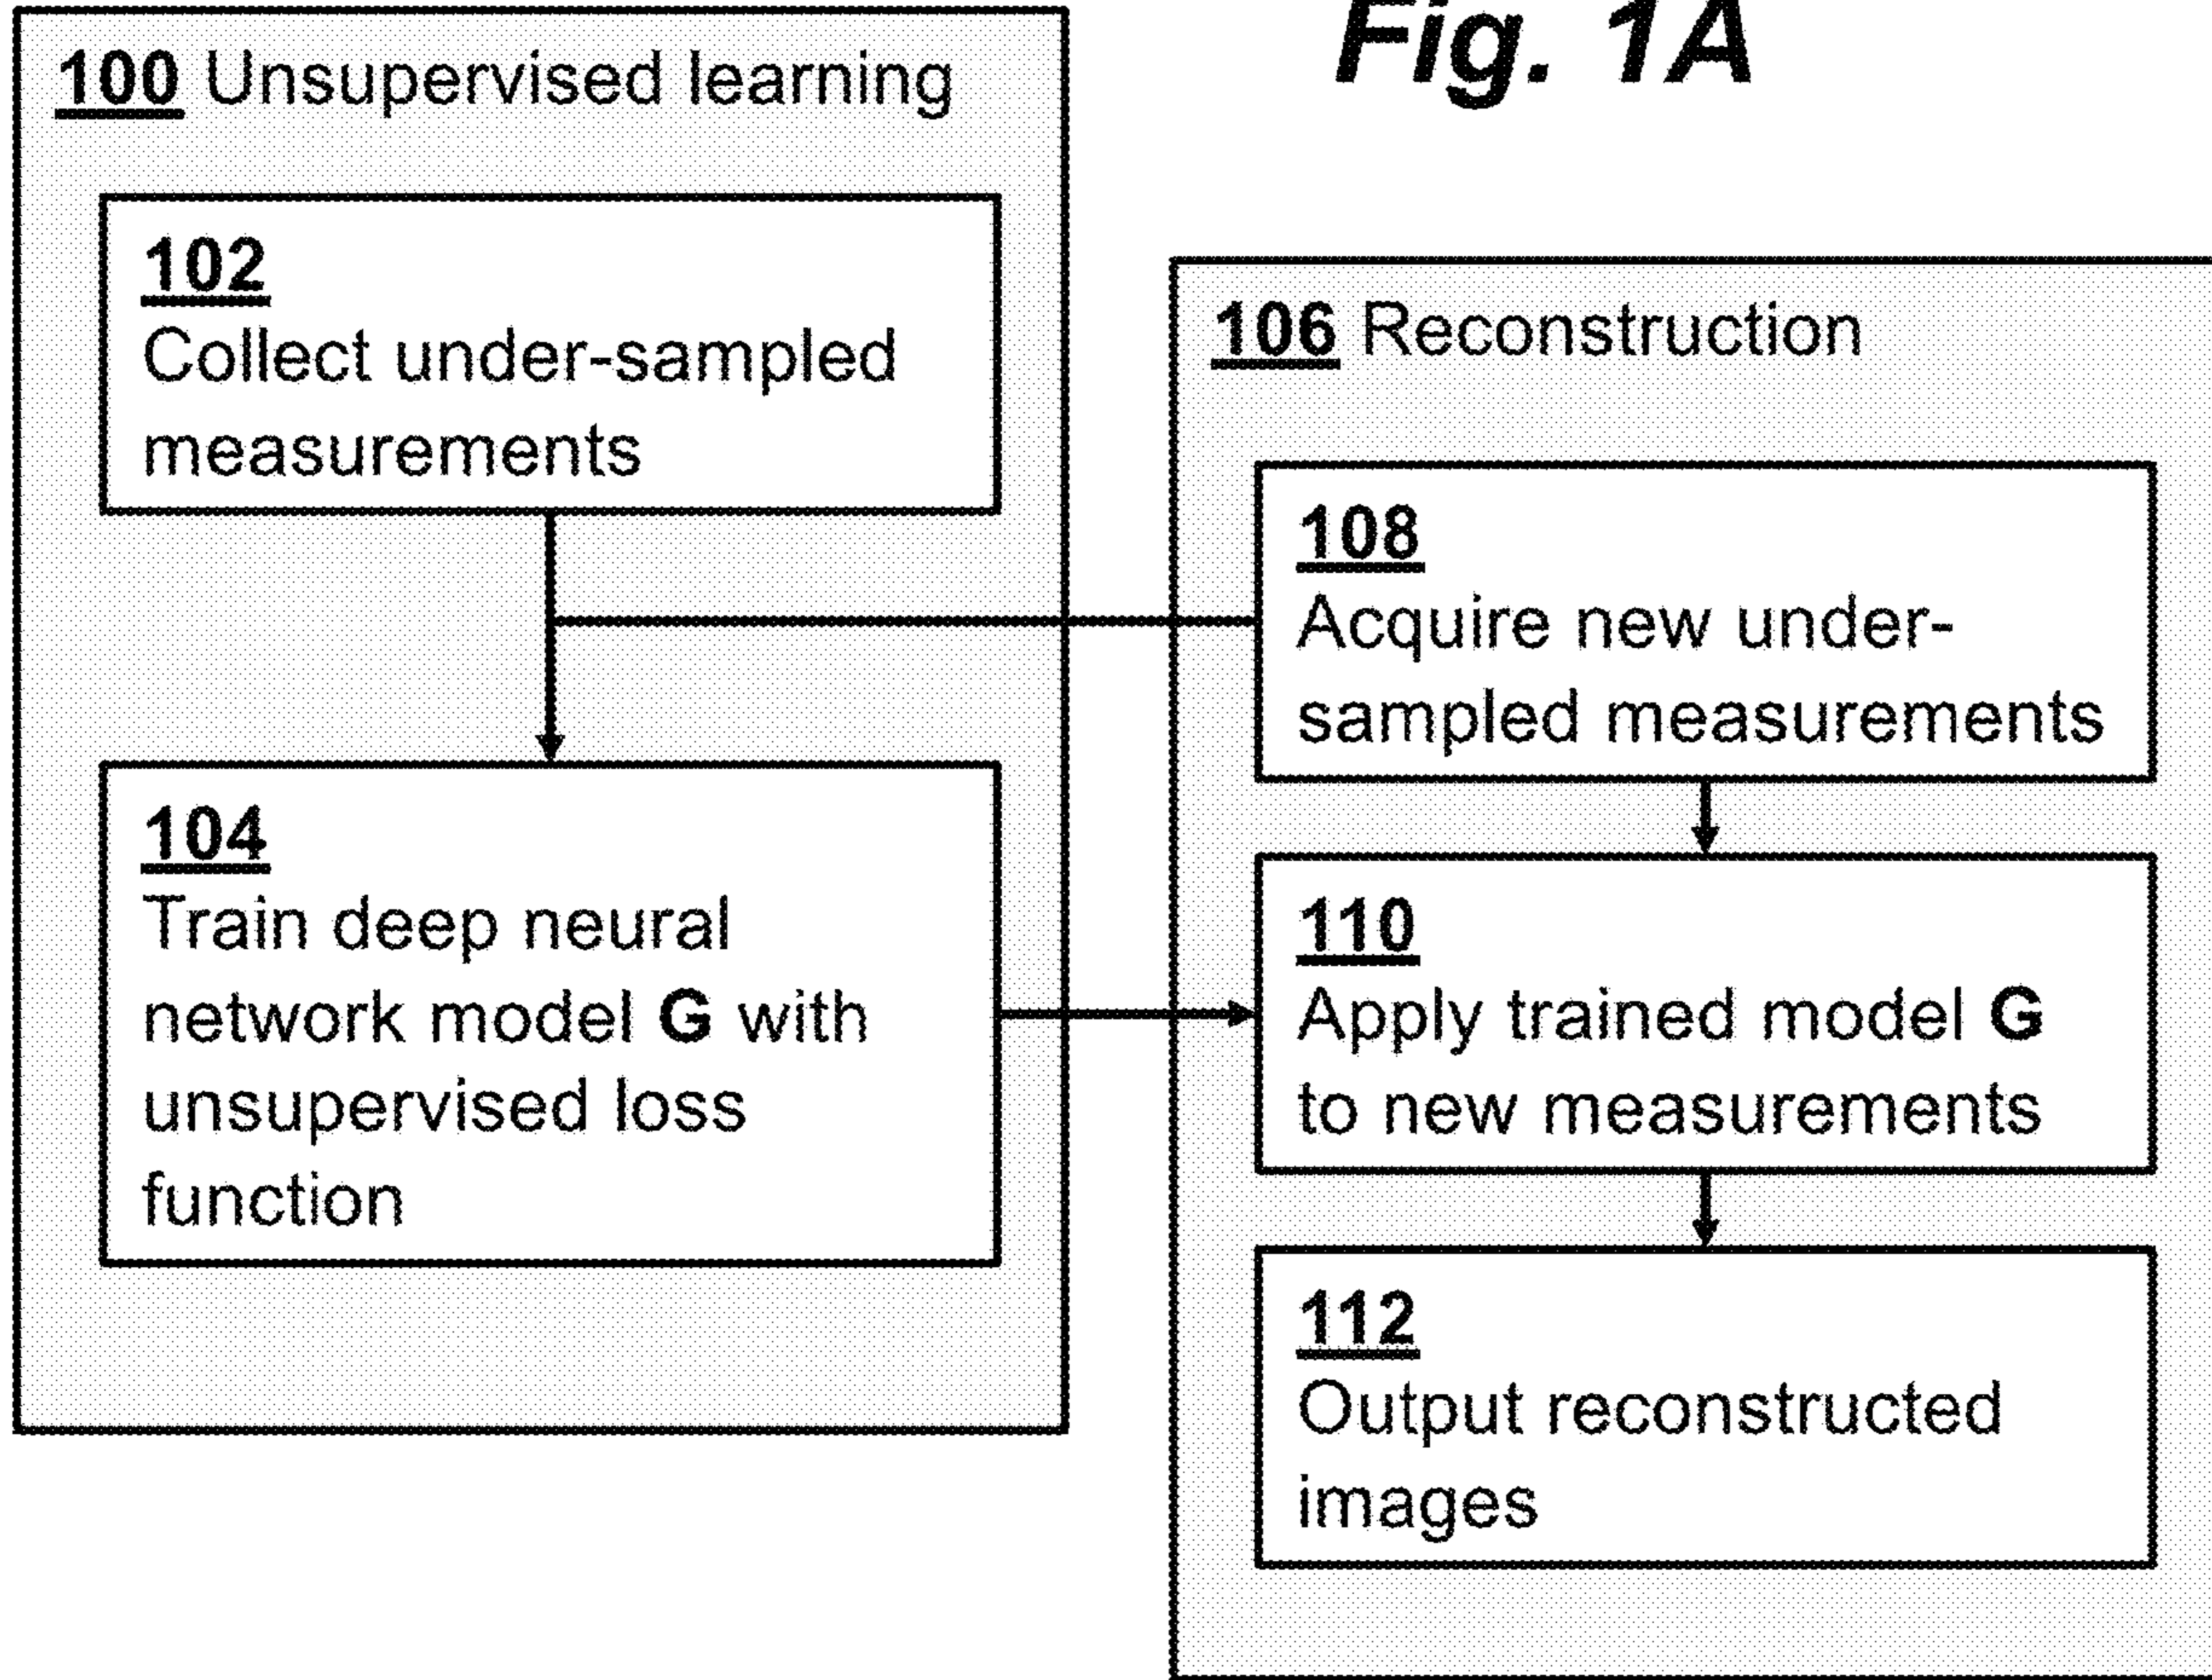 Fig. 1A
100 Unsupervised learning
102
Collect under-sampled
measurements
104
Train deep neural
network model G with
unsupervised loss
function
106 Reconstruction
108
Acquire new under-
sampled measurements
110
Apply trained model G
to new measurements
112
Output reconstructed
images